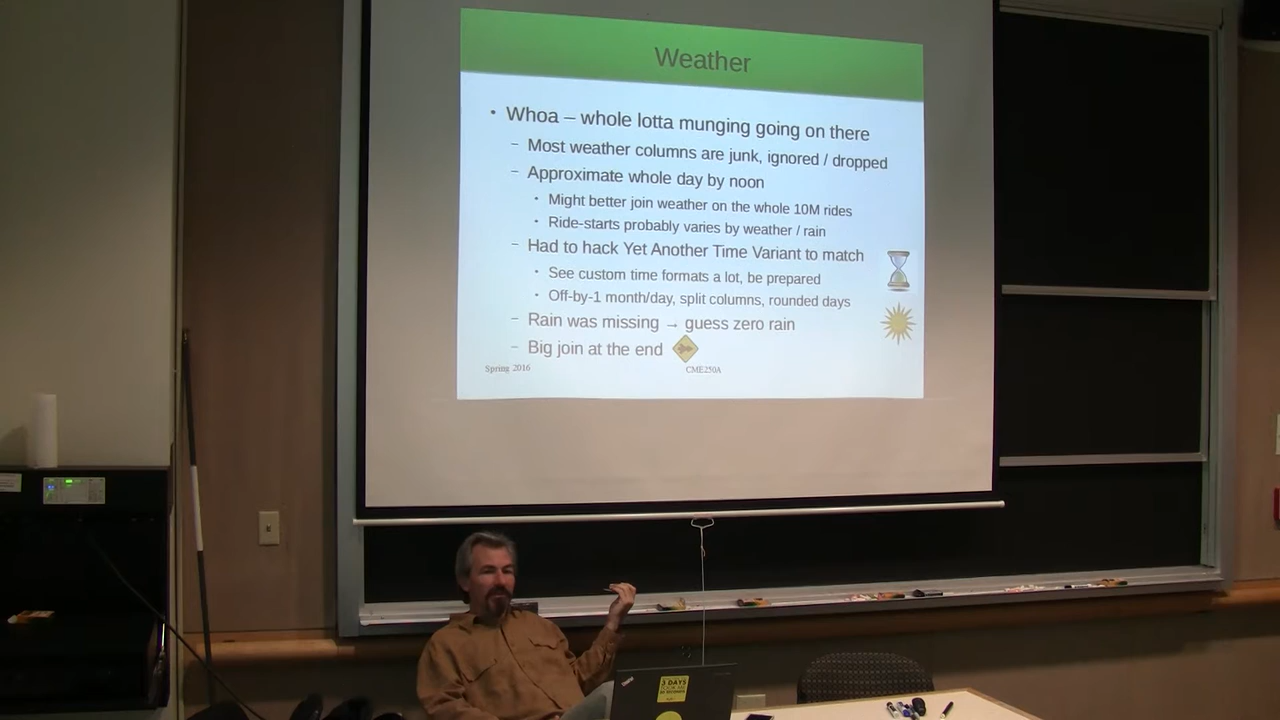 Weather
• Whoa – whole lotta munging going on there
– Most weather columns are junk, ignored / dropped
– Approximate whole day by noon
• Might better join weather on the whole 10M rides
• Ride-starts probably varies by weather / rain
– Had to hack Yet Another Time Variant to match
• See custom time formats a lot, be prepared
• Off-by-1 month/day, split columns, rounded days
– Rain was missing → guess zero rain
– Big join at the end
Spring 2016
CME250A
3 DAYS